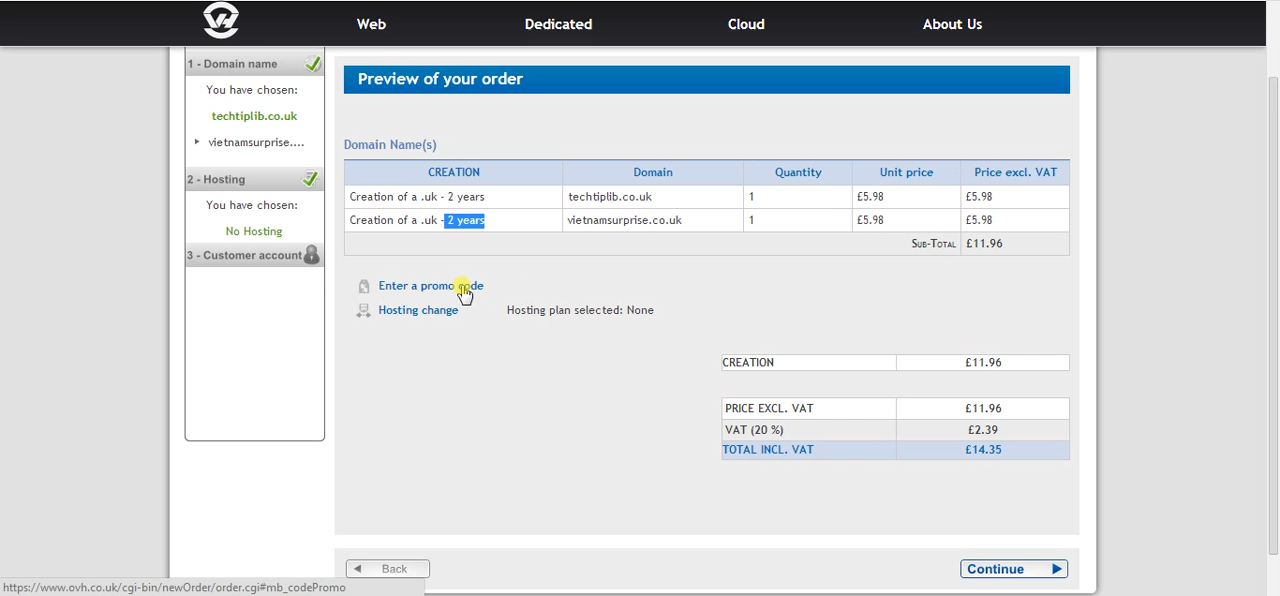 Web Dedicated Cloud About Us
1 - Domain name
You have chosen:
techtiplib.co.uk
vietnamsurprise....
2 - Hosting
You have chosen:
No Hosting
3 - Customer account
Preview of your order
Domain Name(s)
CREATION Domain Quantity Unit price Price excl. VAT
Creation of a .uk - 2 years techtiplib.co.uk 1 £5.98 £5.98
Creation of a .uk - 2 years vietnamsurprise.co.uk 1 £5.98 £5.98
Sub-Total £11.96
Enter a promo code
Hosting change Hosting plan selected: None
CREATION £11.96
PRICE EXCL. VAT £11.96
VAT (20 %) £2.39
TOTAL INCL. VAT £14.35
Back Continue
https://www.ovh.co.uk/cgi-bin/newOrder/order.cgi#mb_codePromo